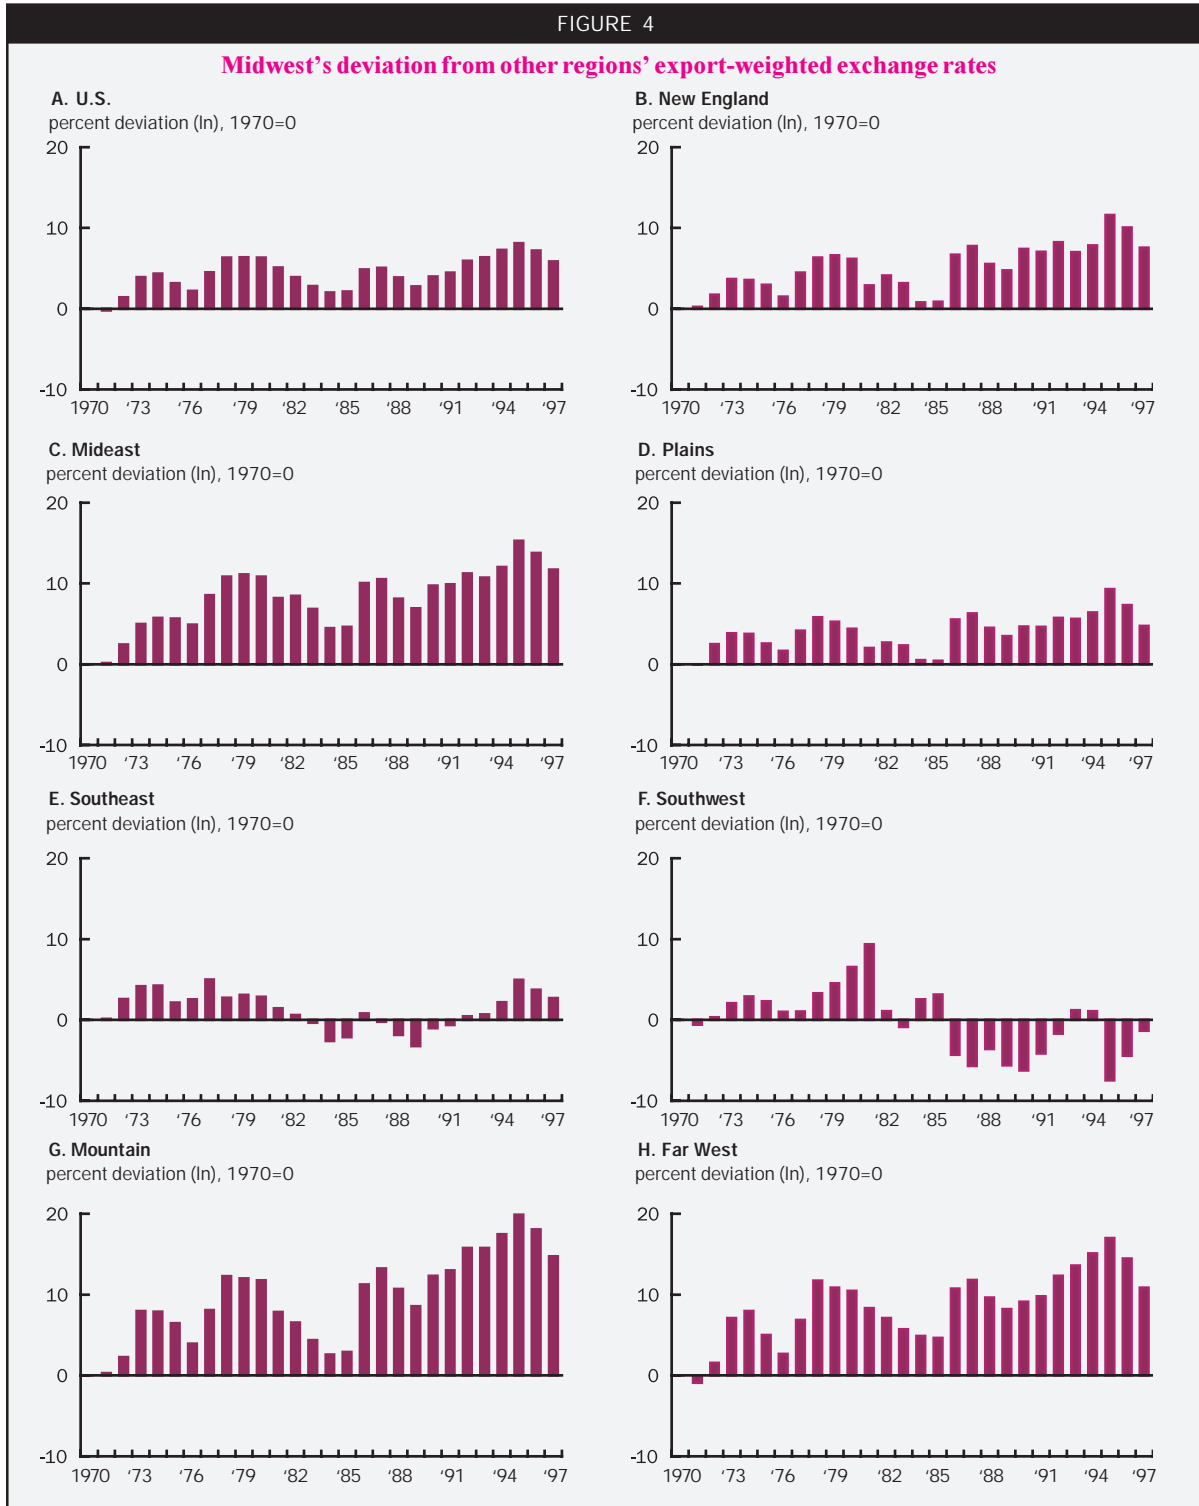 FIGURE 4
Midwest's deviation from other regions' export-weighted exchange rates
A. U.S.
percent deviation (ln), 1970=0
20
10
0
-10
1970 '73 '76 '79 '82 '85 '88 '91 '94 '97
B. New England
percent deviation (ln), 1970=0
20
10
0
-10
1970 '73 '76 '79 '82 '85 '88 '91 '94 '97
C. Mideast
percent deviation (ln), 1970=0
20
10
0
-10
1970 '73 '76 '79 '82 '85 '88 '91 '94 '97
D. Plains
percent deviation (ln), 1970=0
20
10
0
-10
1970 '73 '76 '79 '82 '85 '88 '91 '94 '97
E. Southeast
percent deviation (ln), 1970=0
20
10
0
-10
1970 '73 '76 '79 '82 '85 '88 '91 '94 '97
F. Southwest
percent deviation (ln), 1970=0
20
10
0
-10
1970 '73 '76 '79 '82 '85 '88 '91 '94 '97
G. Mountain
percent deviation (ln), 1970=0
20
10
0
-10
1970 '73 '76 '79 '82 '85 '88 '91 '94 '97
H. Far West
percent deviation (ln), 1970=0
20
10
0
-10
1970 '73 '76 '79 '82 '85 '88 '91 '94 '97